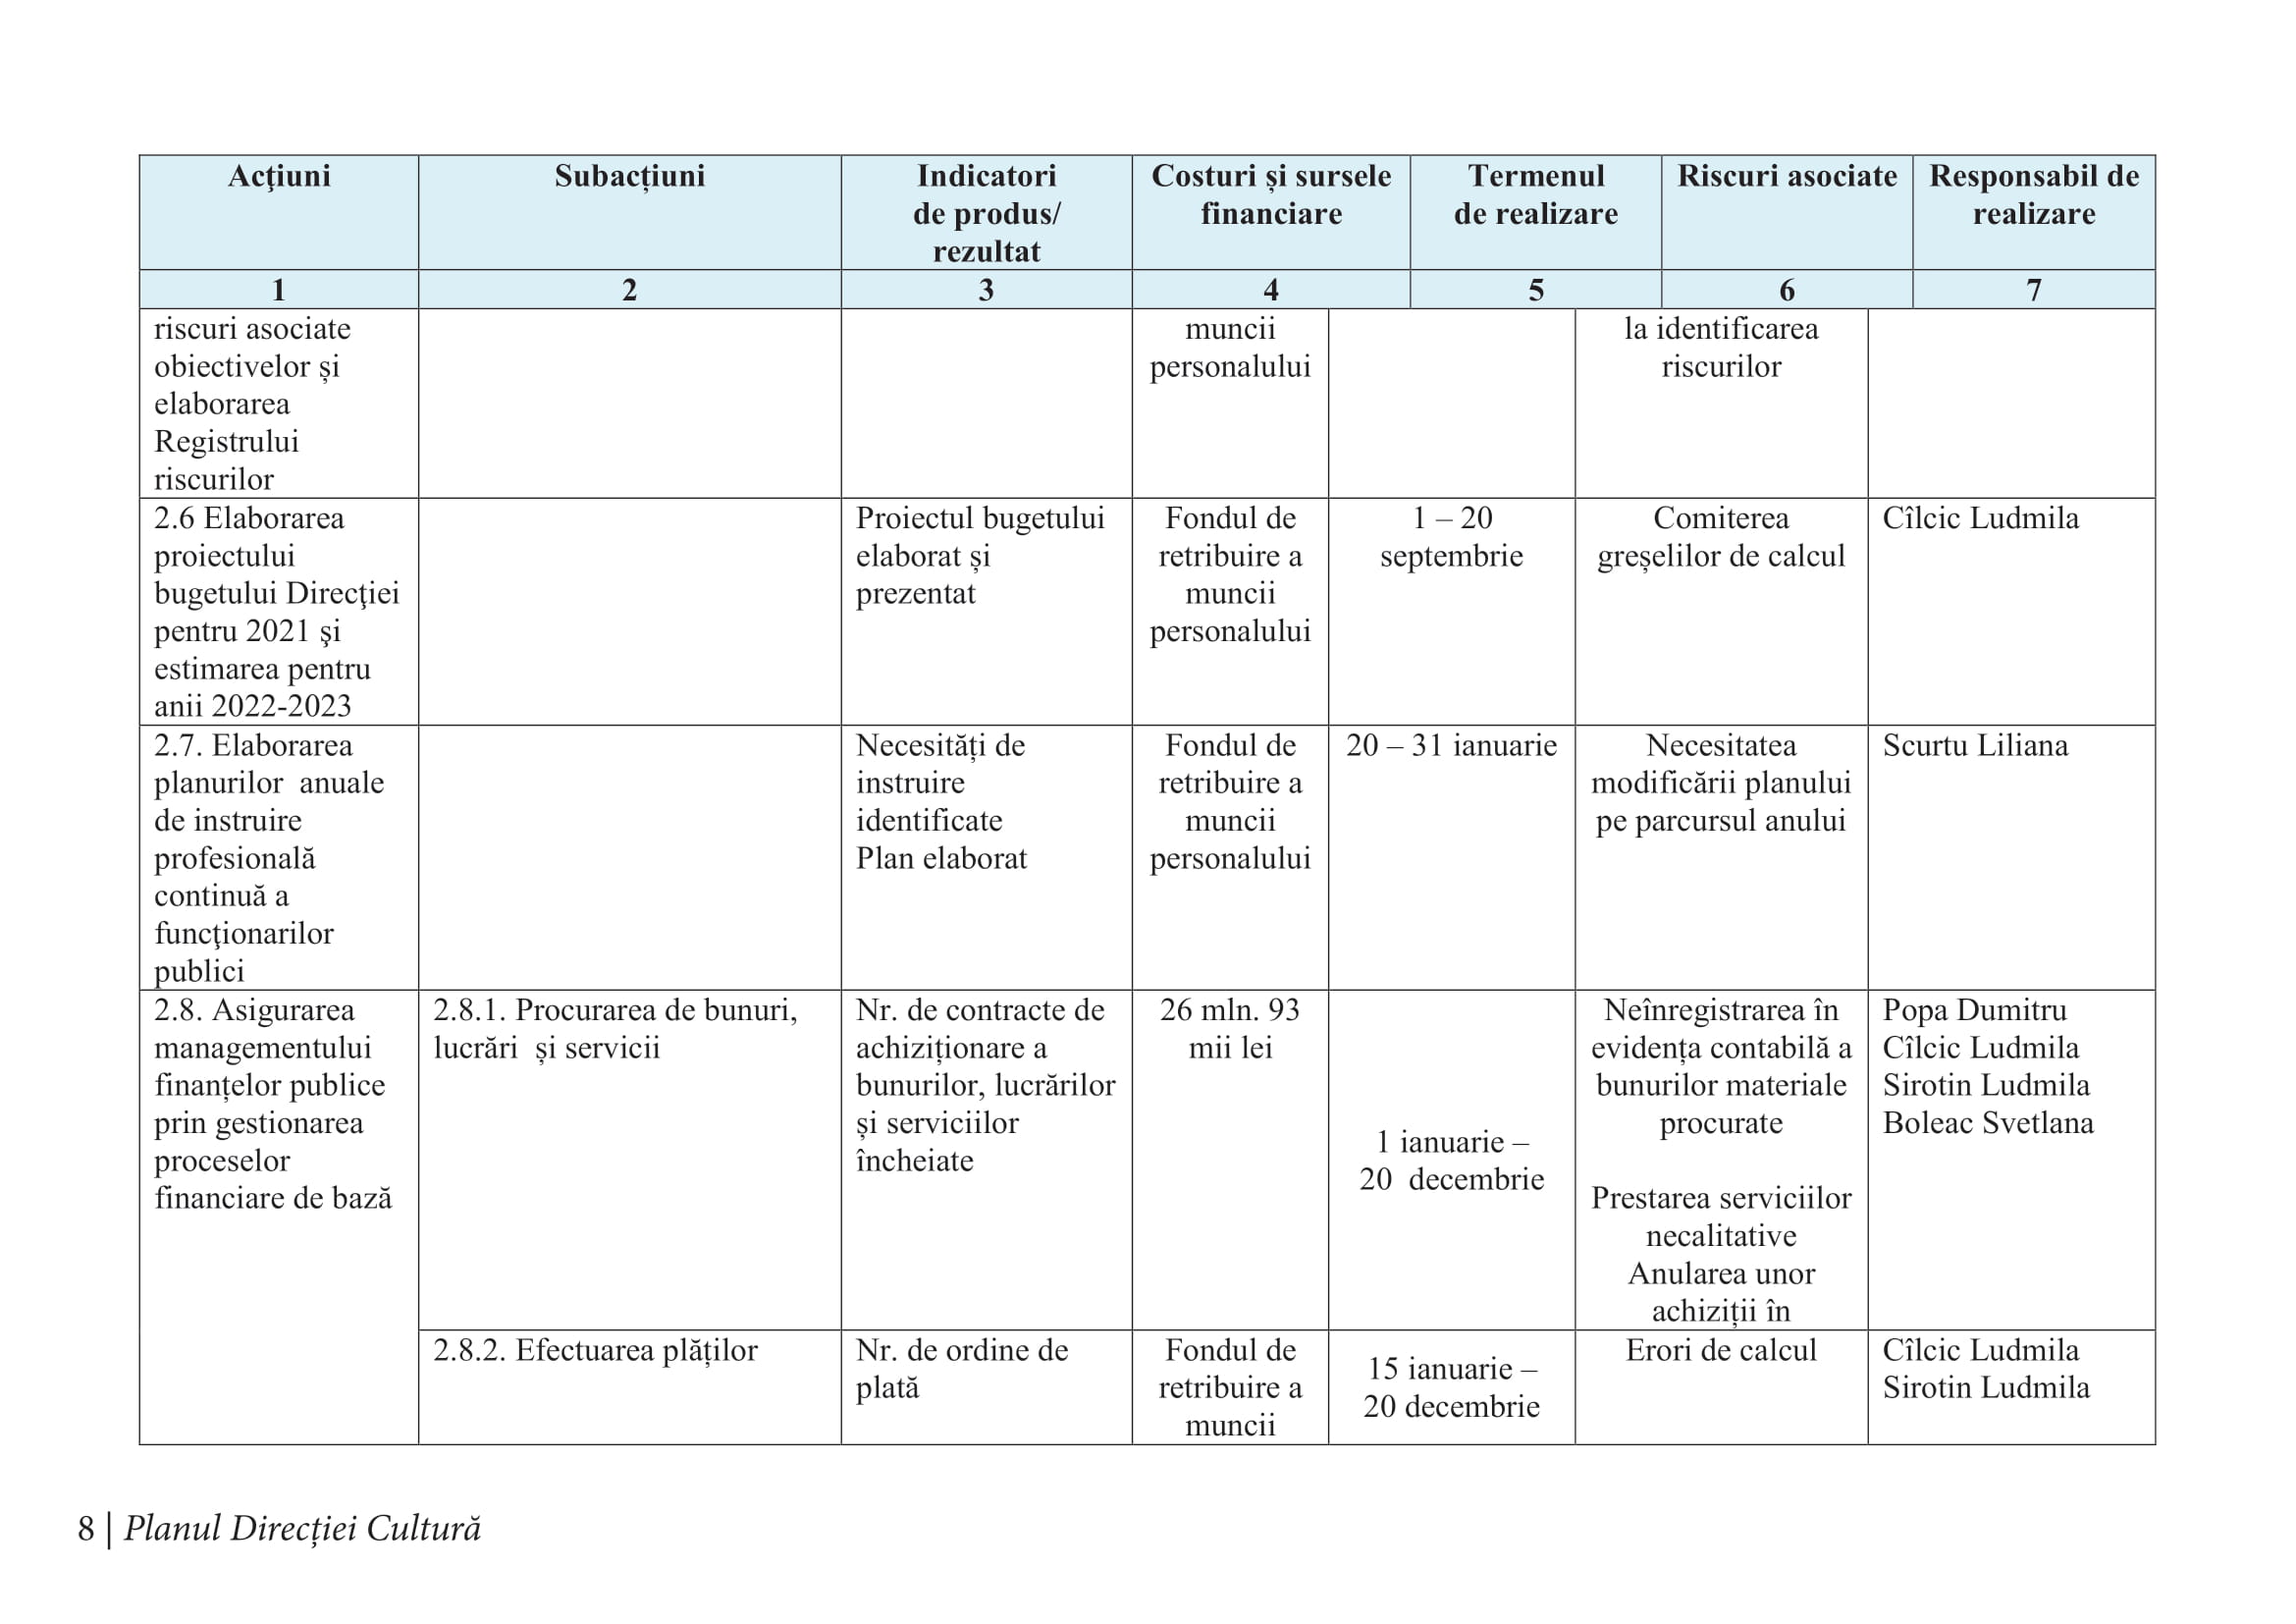 Acţiuni
Subacțiuni
Indicatori
de produs/
rezultat
Costuri și sursele
financiare
Termenul
de realizare
Riscuri asociate
Responsabil de
realizare
1
2
3
4
5
6
7
riscuri asociate
obiectivelor și
elaborarea
Registrului
riscurilor
muncii
personalului
la identificarea
riscurilor
2.6 Elaborarea
proiectului
bugetului Direcţiei
pentru 2021 şi
estimarea pentru
anii 2022-2023
Proiectul bugetului
elaborat și
prezentat
Fondul de
retribuire a
muncii
personalului
1 – 20
septembrie
Comiterea
greșelilor de calcul
Cîlcic Ludmila
2.7. Elaborarea
planurilor anuale
de instruire
profesională
continuă a
funcţionarilor
publici
Necesități de
instruire
identificate
Plan elaborat
Fondul de
retribuire a
muncii
personalului
20 – 31 ianuarie
Necesitatea
modificării planului
pe parcursul anului
Scurtu Liliana
2.8. Asigurarea
managementului
finanțelor publice
prin gestionarea
proceselor
financiare de bază
2.8.1. Procurarea de bunuri,
lucrări și servicii
Nr. de contracte de
achiziționare a
bunurilor, lucrărilor
și serviciilor
încheiate
26 mln. 93
mii lei
1 ianuarie –
20 decembrie
Neînregistrarea în
evidența contabilă a
bunurilor materiale
procurate
Prestarea serviciilor
necalitative
Anularea unor
achiziții în
Popa Dumitru
Cîlcic Ludmila
Sirotin Ludmila
Boleac Svetlana
2.8.2. Efectuarea plăților
Nr. de ordine de
plată
Fondul de
retribuire a
muncii
15 ianuarie –
20 decembrie
Erori de calcul
Cîlcic Ludmila
Sirotin Ludmila
8 | Planul Direcției Cultură